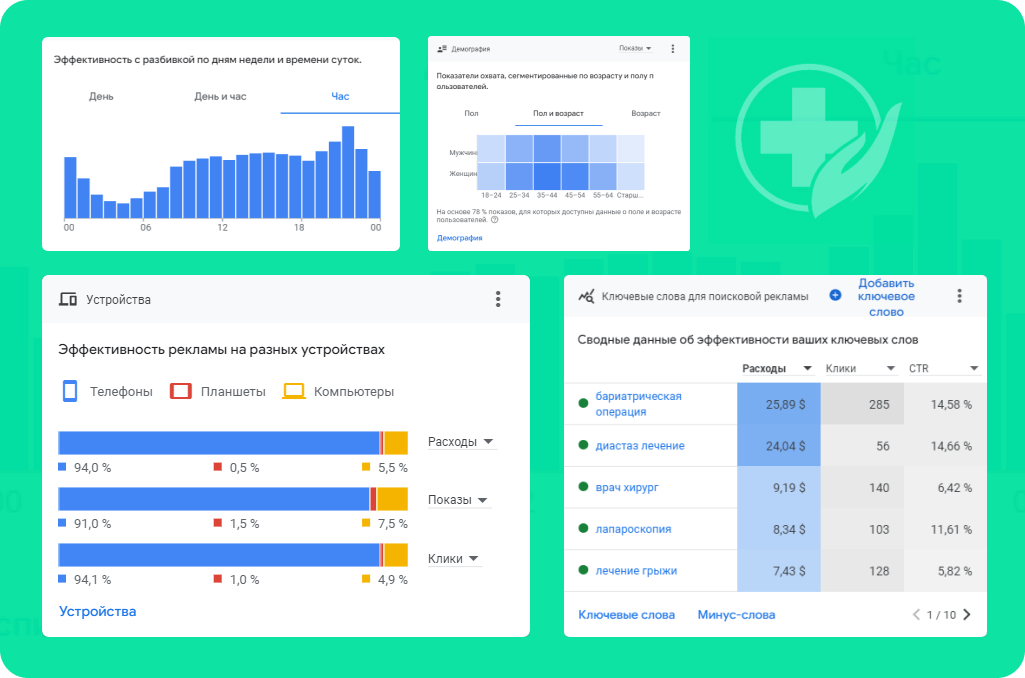 Эффективность с разбивкой по дням недели и времени суток.
День
День и час
Час
00
06
12
18
00
Демография
Показы
Показатели охвата, сегментированные по возрасту и полу п
ользователей.
Пол
Пол и возраст
Возраст
Мужчин
Женщин
18–24 25–34 35–44 45–54 55–64 Старш...
На основе 78 % показов, для которых доступны данные о поле и возрасте
пользователей.
Демография
Час
Устройства
Эффективность рекламы на разных устройствах
Телефоны
Планшеты
Компьютеры
Расходы
94,0 %
0,5 %
5,5 %
Показы
91,0 %
1,5 %
7,5 %
Клики
94,1 %
1,0 %
4,9 %
Устройства
Ключевые слова для поисковой рекламы
Добавить
ключевое
слово
Сводные данные об эффективности ваших ключевых слов
Расходы
Клики
CTR
бариатрическая
операция
25,89 $
285
14,58 %
диастаз лечение
24,04 $
56
14,66 %
врач хирург
9,19 $
140
6,42 %
лапароскопия
8,34 $
103
11,61 %
лечение грыжи
7,43 $
128
5,82 %
Ключевые слова
Минус-слова
1 / 10